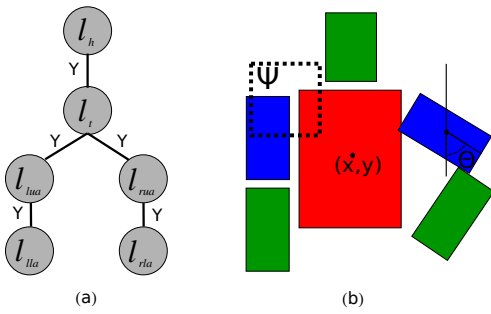 l_h
Y
l_t
Y Y
l_lua l_rua
Y Y
l_lla l_rla
(a)
Ψ
(x,y)
Θ
(b)